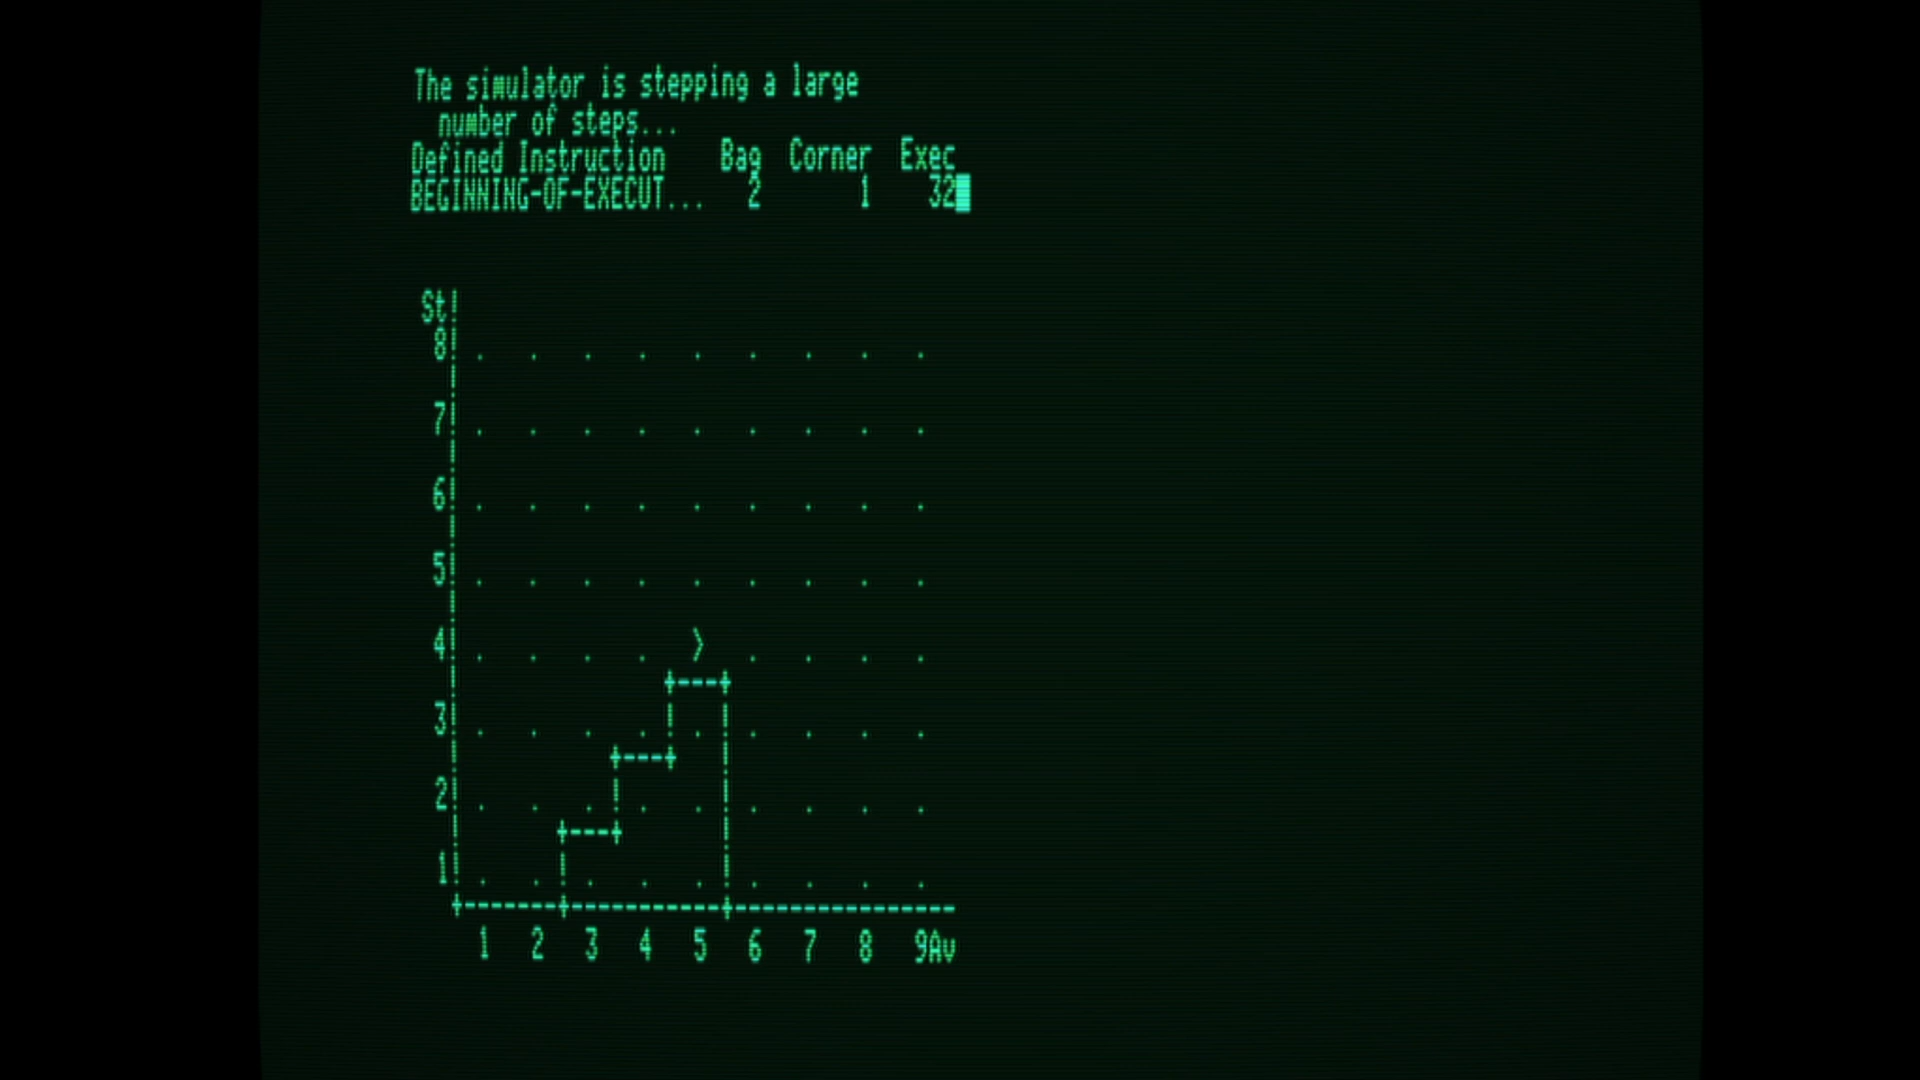 The simulator is stepping a large
number of steps...
Defined Instruction Bag Corner Exec
BEGINNING-OF-EXECUT... 2 1 32
St
8
7
6
5
4 >
3
2
1
1 2 3 4 5 6 7 8 9Av